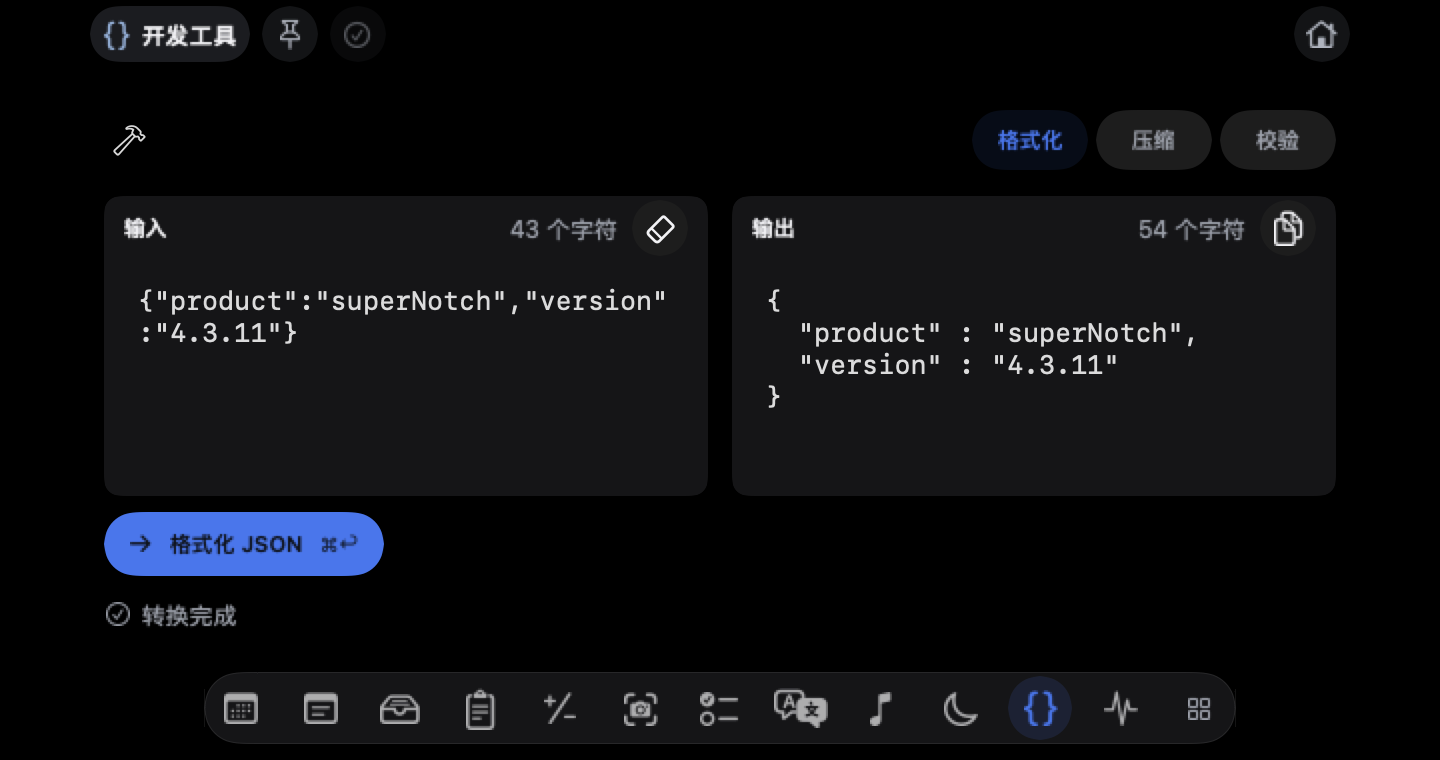 {} 开发工具
格式化 压缩 校验
输入 43 个字符
{"product":"superNotch","version"
:"4.3.11"}
输出 54 个字符
{
  "product" : "superNotch",
  "version" : "4.3.11"
}
→ 格式化 JSON ⌘↩
转换完成